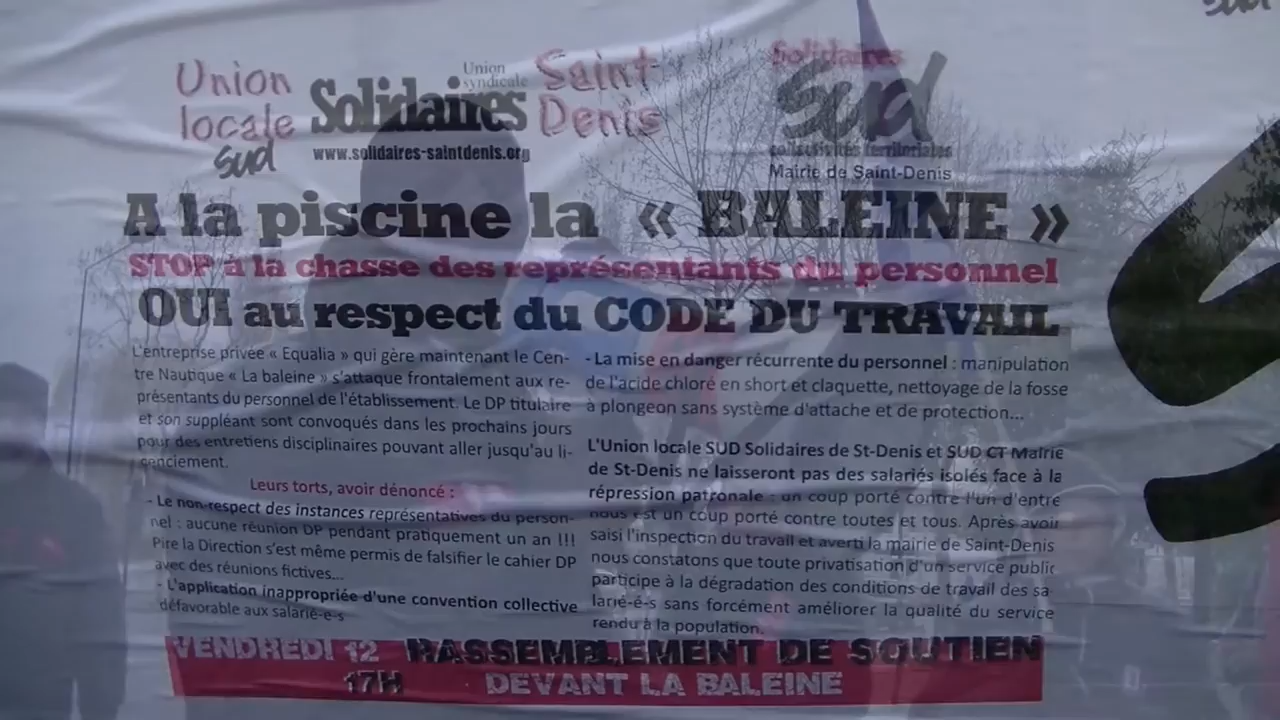 sud
Union locale sud
Union syndicale Solidaires
Saint Denis
www.solidaires-saintdenis.org
Solidaires
Sud
collectivités territoriales
Mairie de Saint-Denis
A la piscine la « BALEINE »
STOP à la chasse des représentants du personnel
OUI au respect du CODE DU TRAVAIL
L'entreprise privée « Equalia » qui gère maintenant le Cen-
tre Nautique « La baleine » s'attaque frontalement aux re-
présentants du personnel de l'établissement. Le DP titulaire
et son suppléant sont convoqués dans les prochains jours
pour des entretiens disciplinaires pouvant aller jusqu'au li-
cenciement.
Leurs torts, avoir dénoncé :
- Le non-respect des instances représentatives du person-
nel : aucune réunion DP pendant pratiquement un an !!!
Pire la Direction s'est même permis de falsifier le cahier DP
avec des réunions fictives...
- L'application inappropriée d'une convention collective
défavorable aux salarié-e-s
- La mise en danger récurrente du personnel : manipulation
de l'acide chloré en short et claquette, nettoyage de la fosse
à plongeon sans système d'attache et de protection...
L'Union locale SUD Solidaires de St-Denis et SUD CT Mairie
de St-Denis ne laisseront pas des salariés isolés face à la
répression patronale : un coup porté contre l'un d'entre
nous est un coup porté contre toutes et tous. Après avoir
saisi l'inspection du travail et averti la mairie de Saint-Denis
nous constatons que toute privatisation d'un service public
participe à la dégradation des conditions de travail des sa-
larié-é-s sans forcément améliorer la qualité du service
rendu à la population.
VENDREDI 12 RASSEMBLEMENT DE SOUTIEN
17H DEVANT LA BALEINE